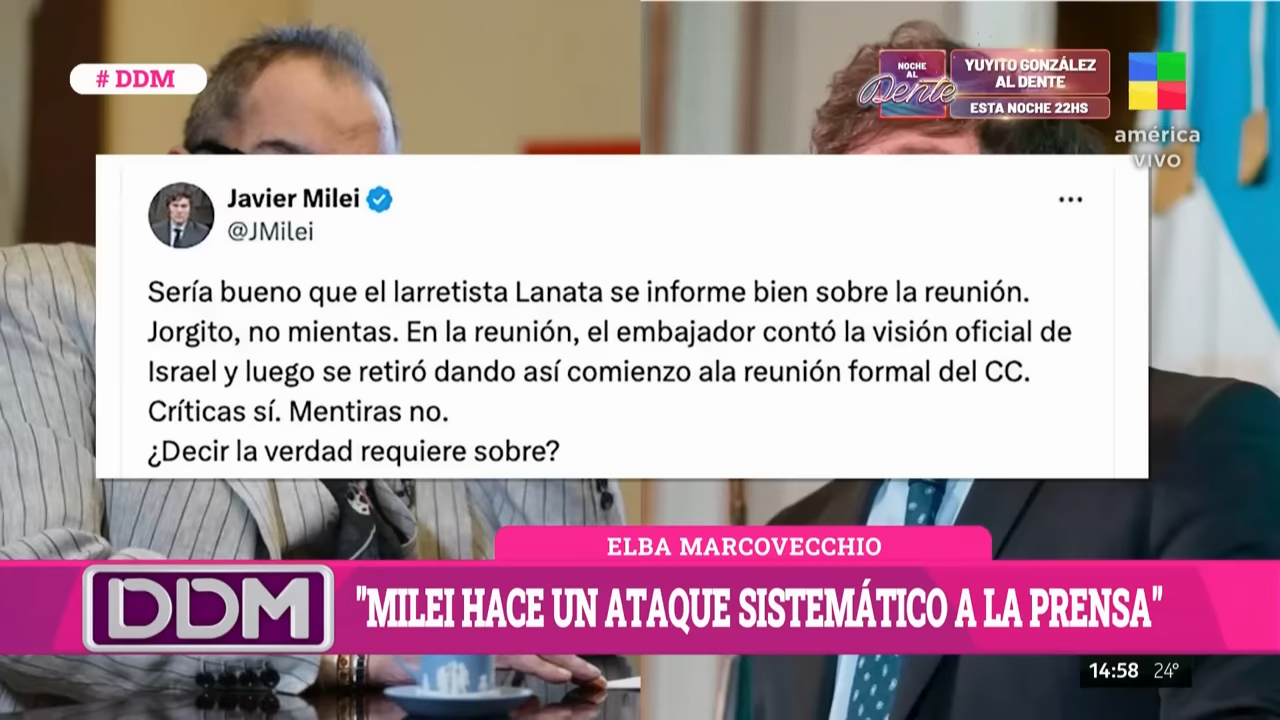 # DDM
NOCHE
AL
Dente
YUYITO GONZÁLEZ
AL DENTE
ESTA NOCHE 22HS
américa
VIVO
Javier Milei
@JMilei
Sería bueno que el larretista Lanata se informe bien sobre la reunión.
Jorgito, no mientas. En la reunión, el embajador contó la visión oficial de
Israel y luego se retiró dando así comienzo ala reunión formal del CC.
Críticas sí. Mentiras no.
¿Decir la verdad requiere sobre?
ELBA MARCOVECCHIO
DDM
"MILEI HACE UN ATAQUE SISTEMÁTICO A LA PRENSA"
14:58 24°